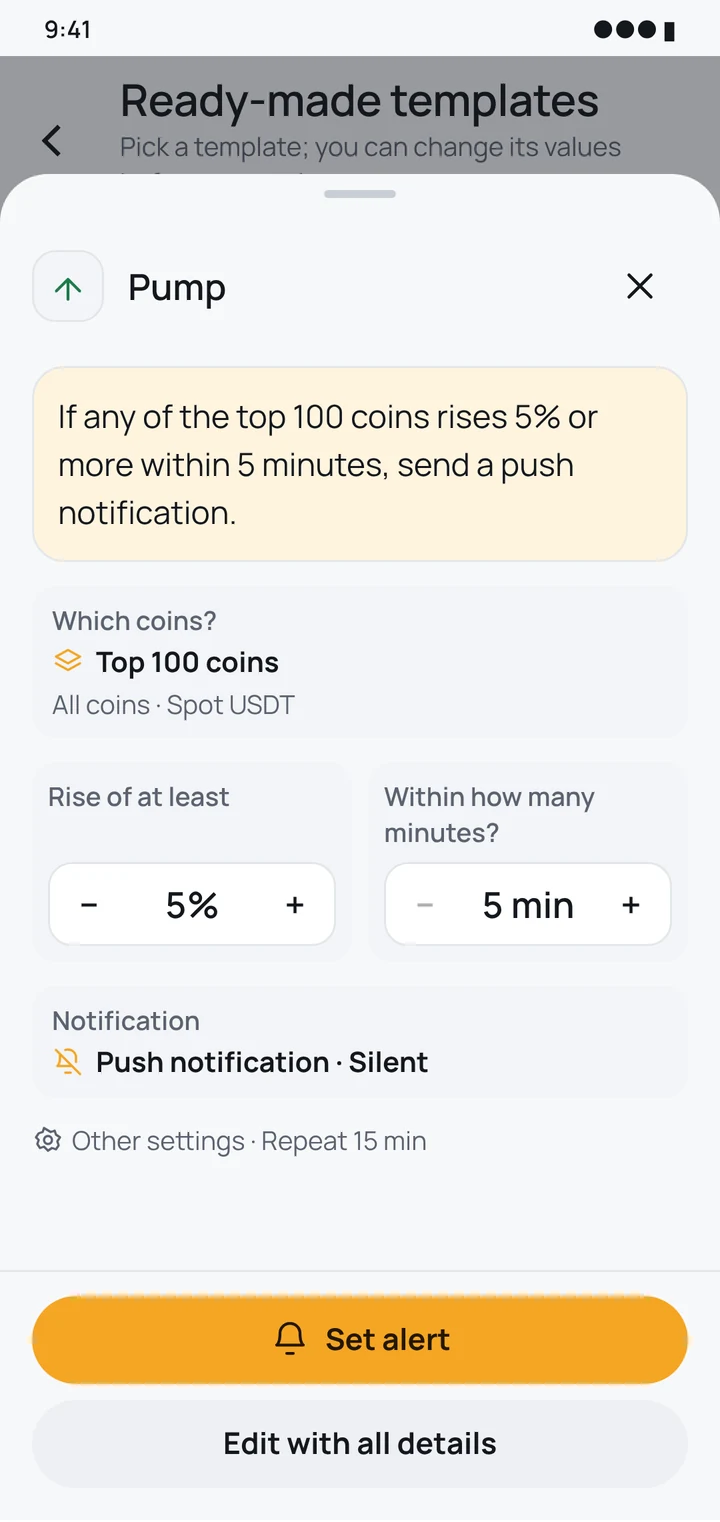 9:41
Ready-made templates
Pick a template; you can change its values
Pump
If any of the top 100 coins rises 5% or
more within 5 minutes, send a push
notification.
Which coins?
Top 100 coins
All coins · Spot USDT
Rise of at least
Within how many
minutes?
− 5% +
− 5 min +
Notification
Push notification · Silent
Other settings · Repeat 15 min
Set alert
Edit with all details